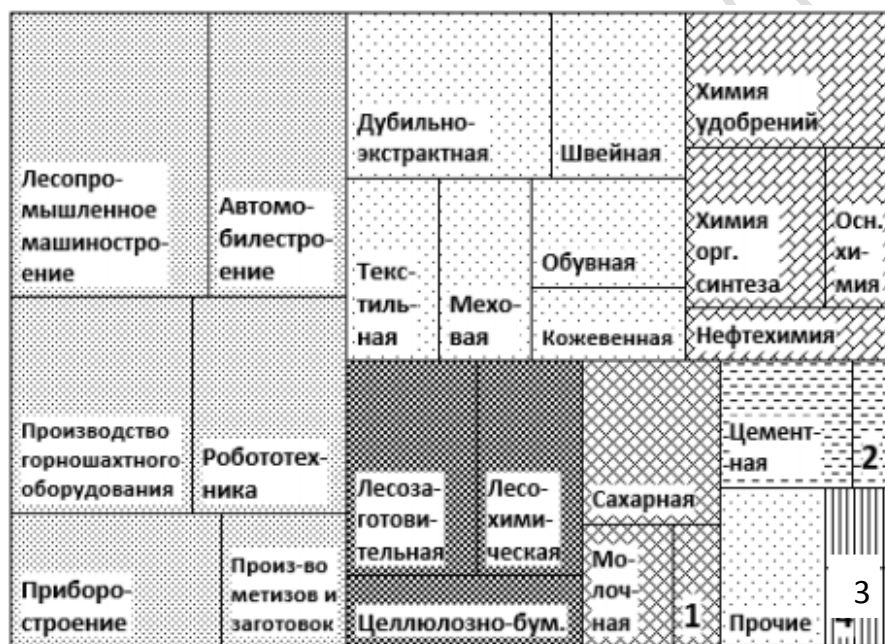 Лесопро-
мышленное
машиностро-
ение
Автомо-
билестро-
ение
Дубильно-
экстрактная
Швейная
Химия
удобрений
Текс-
тиль-
ная
Мехо-
вая
Обувная
Кожевенная
Химия
орг.
синтеза
Осн.
хи-
мия
Нефтехимия
Производство
горношахтного
оборудования
Робототех-
ника
Лесоза-
готови-
тельная
Лесо-
хими-
ческая
Сахарная
Цемент-
ная
2
Приборо-
строение
Произ-во
метизов и
заготовок
Целлюлозно-бум.
Мо-
лоч-
ная
1
Прочие
3